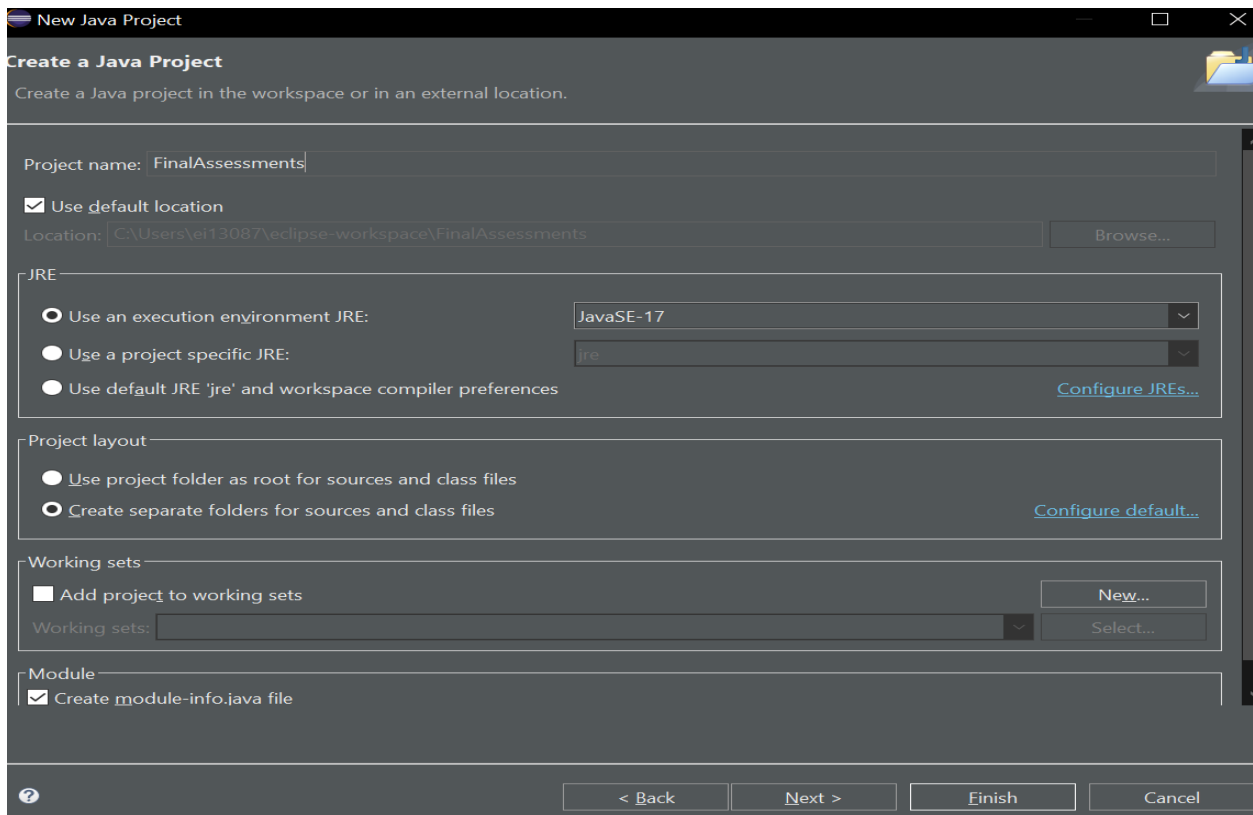 New Java Project
Create a Java Project
Create a Java project in the workspace or in an external location.
Project name: FinalAssessments
Use default location
Location: C:\Users\ei13087\eclipse-workspace\FinalAssessments Browse...
JRE
Use an execution environment JRE: JavaSE-17
Use a project specific JRE: jre
Use default JRE 'jre' and workspace compiler preferences Configure JREs...
Project layout
Use project folder as root for sources and class files
Create separate folders for sources and class files Configure default...
Working sets
Add project to working sets New...
Working sets: Select...
Module
Create module-info.java file
? < Back Next > Finish Cancel